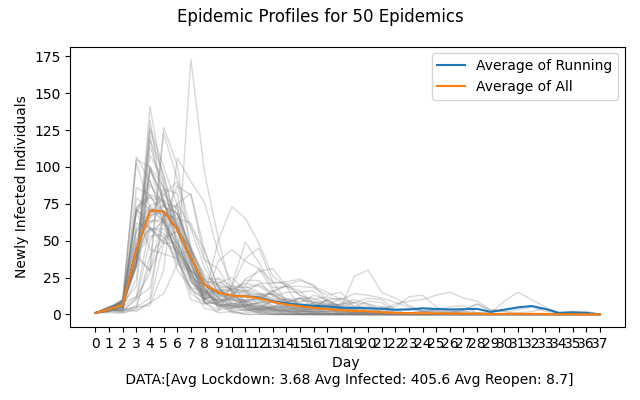 Epidemic Profiles for 50 Epidemics
175
150
125
100
75
50
25
0
Newly Infected Individuals
Average of Running
Average of All
0 1 2 3 4 5 6 7 8 9 10 11 12 13 14 15 16 17 18 19 20 21 22 23 24 25 26 27 28 29 30 31 32 33 34 35 36 37
Day
DATA:[Avg Lockdown: 3.68 Avg Infected: 405.6 Avg Reopen: 8.7]